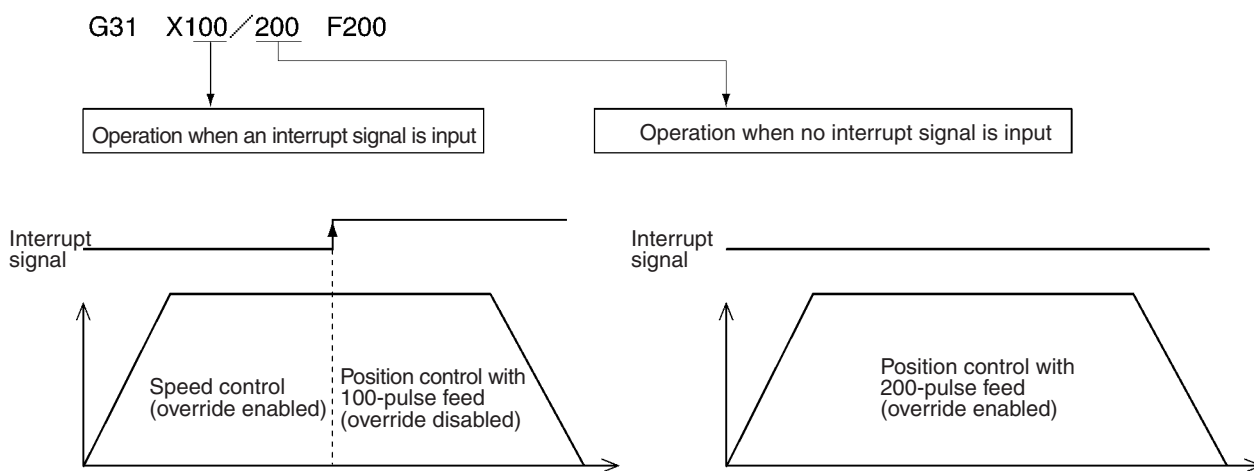 G31 X100/200 F200
Operation when an interrupt signal is input
Operation when no interrupt signal is input
Interrupt
signal
Speed control
(override enabled)
Position control with
100-pulse feed
(override disabled)
Interrupt
signal
Position control with
200-pulse feed
(override enabled)